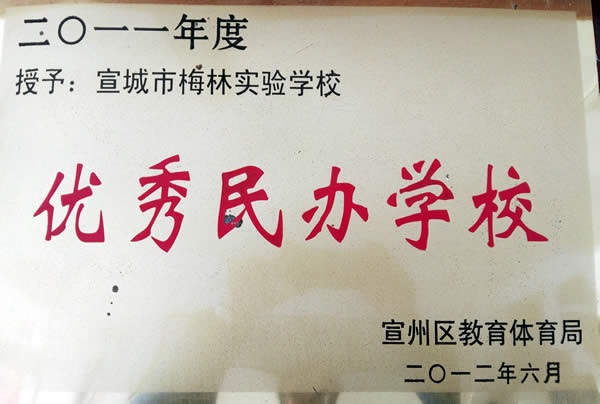 二〇一一年度
授予：宣城市梅林实验学校
优秀民办学校
宣州区教育体育局
二〇一二年六月